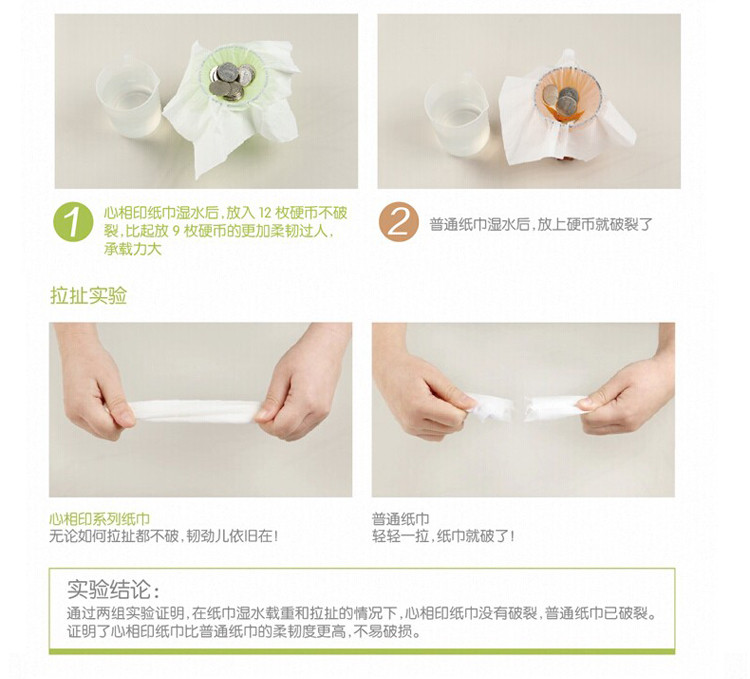 1
心相印纸巾湿水后,放入12枚硬币不破
裂,比起放9枚硬币的更加柔韧过人,
承载力大
2
普通纸巾湿水后,放上硬币就破裂了
拉扯实验
心相印系列纸巾
无论如何拉扯都不破,韧劲儿依旧在!
普通纸巾
轻轻一拉,纸巾就破了!
实验结论:
通过两组实验证明,在纸巾湿水载重和拉扯的情况下,心相印纸巾没有破裂,普通纸巾已破裂。
证明了心相印纸巾比普通纸巾的柔韧度更高,不易破损。